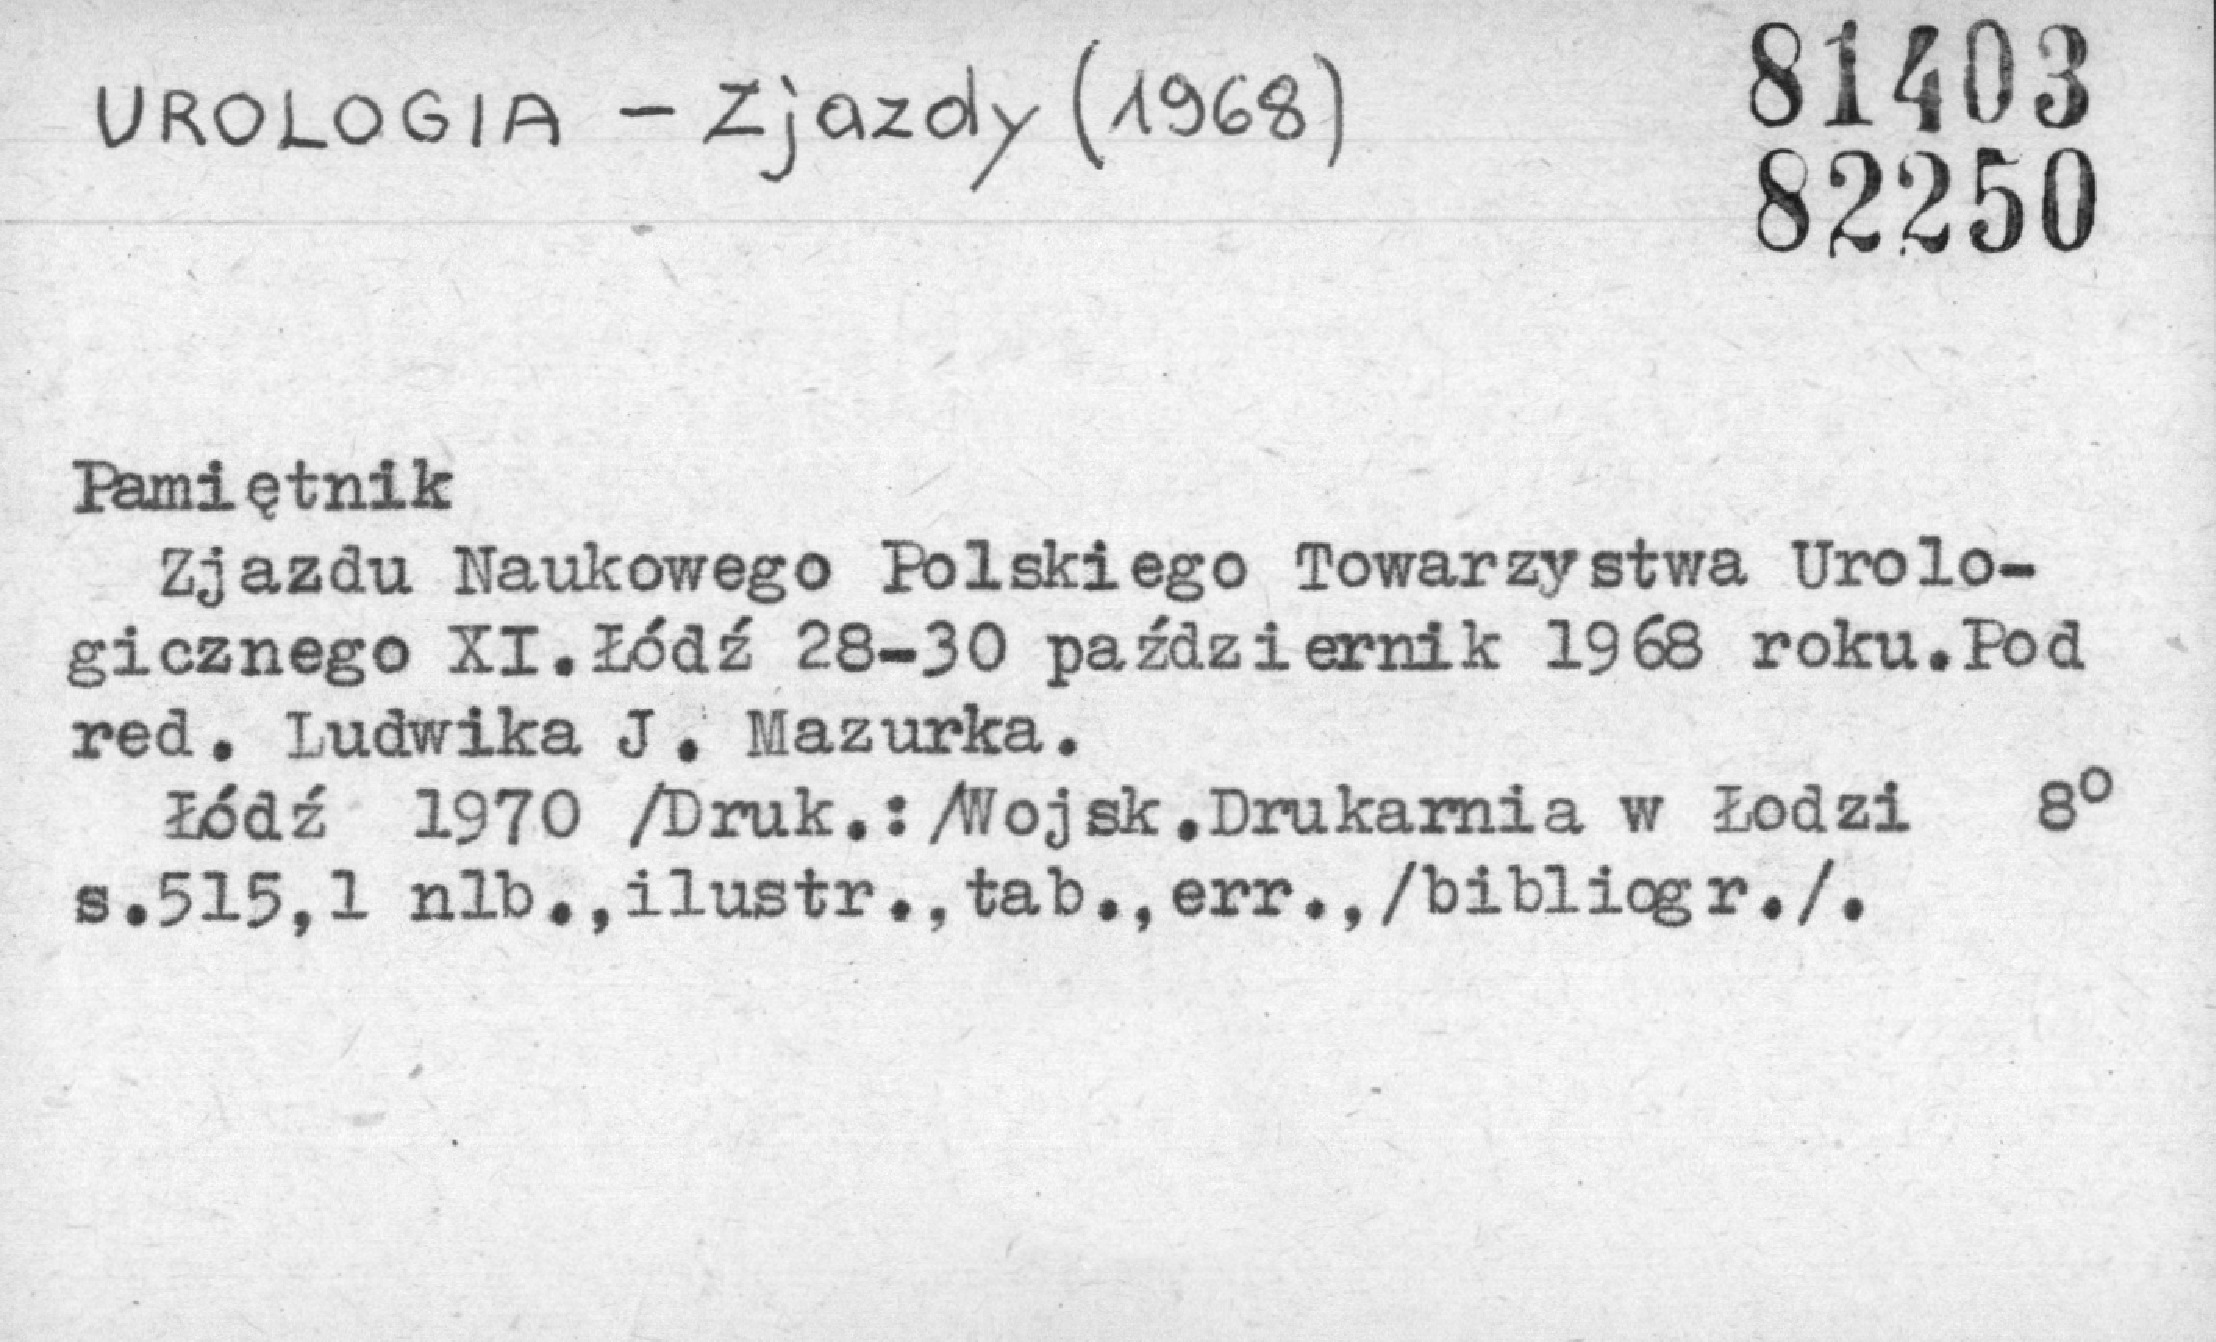 UROLOGIA - Zjazdy (1968)
81403
82250
Pamiętnik
Zjazdu Naukowego Polskiego Towarzystwa Urolo-
gicznego XI.Łódź 28-30 październik 1968 roku.Pod
red. Ludwika J. Mazurka.
Łódź 1970 /Druk.:/Wojsk.Drukarnia w Łodzi 8°
s.515,1 nlb.,ilustr.,tab.,err.,/bibliogr./.